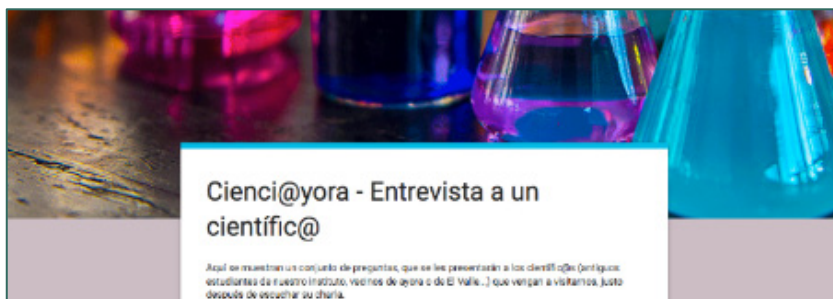 Cienci@yora - Entrevista a un
científic@
Aquí se muestran un conjunto de preguntas, que se les presentarán a los científic@s (antiguos
estudiantes de nuestro instituto, vecinos de ayora o de El Valle...) que vengan a visitarnos, justo
después de escuchar su charla.